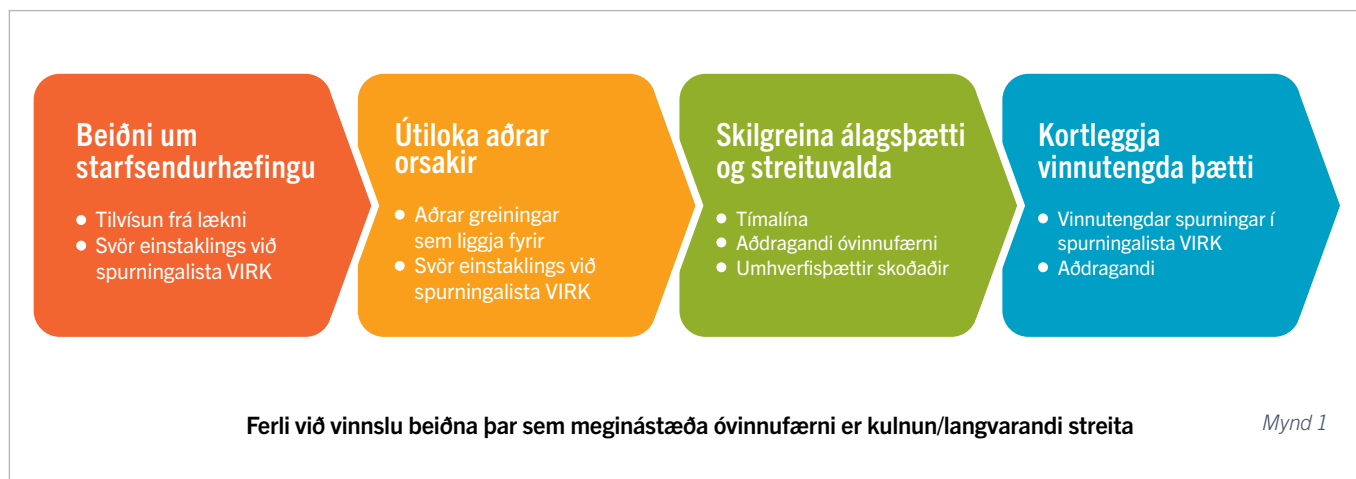 Beiðni um
starfsendurhæfingu
● Tilvísun frá lækni
● Svör einstaklings við
spurningalista VIRK
Útiloka aðrar
orsakir
● Aðrar greiningar
sem liggja fyrir
● Svör einstaklings við
spurningalista VIRK
Skilgreina álagsþætti
og streituvalda
● Tímalína
● Aðdragandi óvinnufærni
● Umhverfisþættir skoðaðir
Kortleggja
vinnutengda þætti
● Vinnutengdar spurningar í
spurningalista VIRK
● Aðdragandi
Ferli við vinnslu beiðna þar sem meginástæða óvinnufærni er kulnun/langvarandi streita
Mynd 1